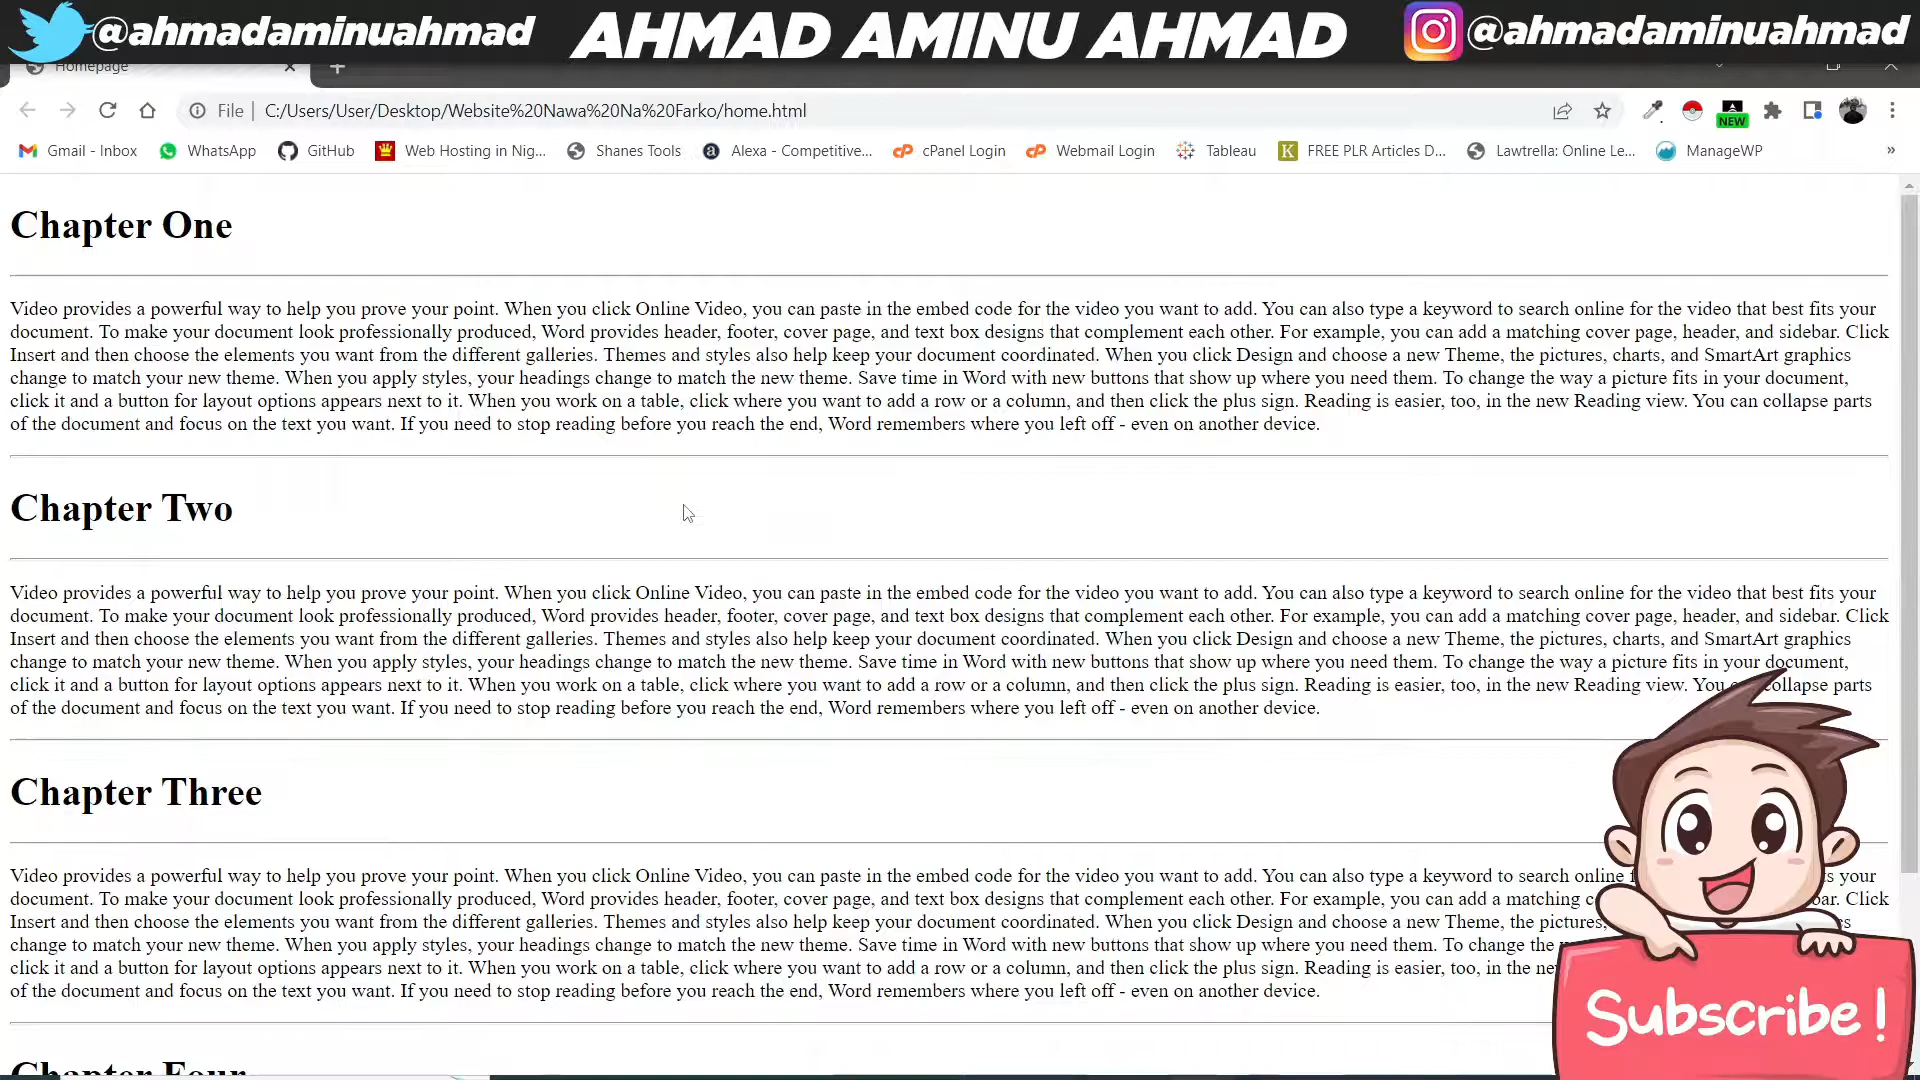 @ahmadaminuahmad AHMAD AMINU AHMAD @ahmadaminuahmad
Homepage
File C:/Users/User/Desktop/Website%20Nawa%20Na%20Farko/home.html
NEW
Gmail - Inbox WhatsApp GitHub Web Hosting in Nig... Shanes Tools Alexa - Competitive... cPanel Login Webmail Login Tableau FREE PLR Articles D... Lawtrella: Online Le... ManageWP »
Chapter One
Video provides a powerful way to help you prove your point. When you click Online Video, you can paste in the embed code for the video you want to add. You can also type a keyword to search online for the video that best fits your
document. To make your document look professionally produced, Word provides header, footer, cover page, and text box designs that complement each other. For example, you can add a matching cover page, header, and sidebar. Click
Insert and then choose the elements you want from the different galleries. Themes and styles also help keep your document coordinated. When you click Design and choose a new Theme, the pictures, charts, and SmartArt graphics
change to match your new theme. When you apply styles, your headings change to match the new theme. Save time in Word with new buttons that show up where you need them. To change the way a picture fits in your document,
click it and a button for layout options appears next to it. When you work on a table, click where you want to add a row or a column, and then click the plus sign. Reading is easier, too, in the new Reading view. You can collapse parts
of the document and focus on the text you want. If you need to stop reading before you reach the end, Word remembers where you left off - even on another device.
Chapter Two
Video provides a powerful way to help you prove your point. When you click Online Video, you can paste in the embed code for the video you want to add. You can also type a keyword to search online for the video that best fits your
document. To make your document look professionally produced, Word provides header, footer, cover page, and text box designs that complement each other. For example, you can add a matching cover page, header, and sidebar. Click
Insert and then choose the elements you want from the different galleries. Themes and styles also help keep your document coordinated. When you click Design and choose a new Theme, the pictures, charts, and SmartArt graphics
change to match your new theme. When you apply styles, your headings change to match the new theme. Save time in Word with new buttons that show up where you need them. To change the way a picture fits in your document,
click it and a button for layout options appears next to it. When you work on a table, click where you want to add a row or a column, and then click the plus sign. Reading is easier, too, in the new Reading view. You collapse parts
of the document and focus on the text you want. If you need to stop reading before you reach the end, Word remembers where you left off - even on another device.
Chapter Three
Video provides a powerful way to help you prove your point. When you click Online Video, you can paste in the embed code for the video you want to add. You can also type a keyword to search online your
document. To make your document look professionally produced, Word provides header, footer, cover page, and text box designs that complement each other. For example, you can add a matching Click
Insert and then choose the elements you want from the different galleries. Themes and styles also help keep your document coordinated. When you click Design and choose a new Theme, the pictures,
change to match your new theme. When you apply styles, your headings change to match the new theme. Save time in Word with new buttons that show up where you need them. To change the
click it and a button for layout options appears next to it. When you work on a table, click where you want to add a row or a column, and then click the plus sign. Reading is easier, too, in the
of the document and focus on the text you want. If you need to stop reading before you reach the end, Word remembers where you left off - even on another device.
Chapter Four
Subscribe!